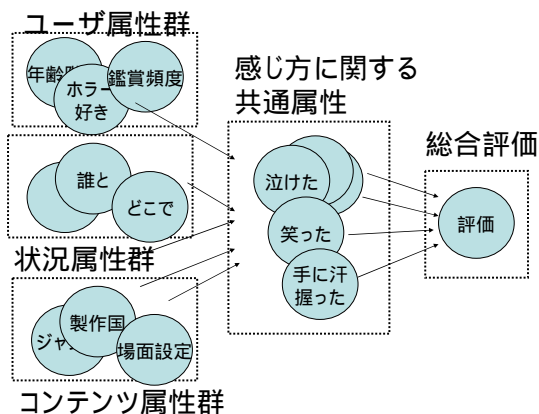 ユーザ属性群
年齢
ホラー
好き
鑑賞頻度
誰と
どこで
状況属性群
製作国
ジャ
場面設定
コンテンツ属性群
感じ方に関する
共通属性
泣けた
笑った
手に汗
握った
総合評価
評価